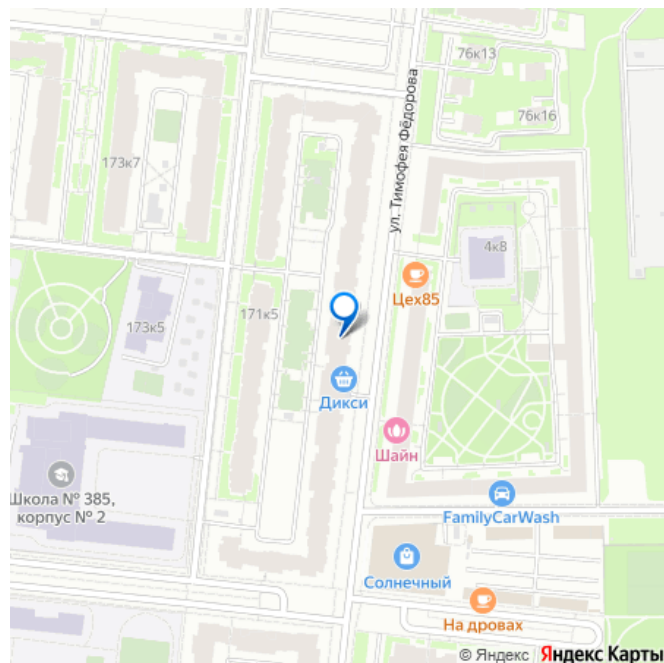 76к13
76к16
ул. Тимофея Фёдорова
173к7
4к8
Цех85
171к5
173к5
Дикси
Шайн
Школа № 385,
корпус № 2
FamilyCarWash
Солнечный
На дровах
© Яндекс Яндекс Карты